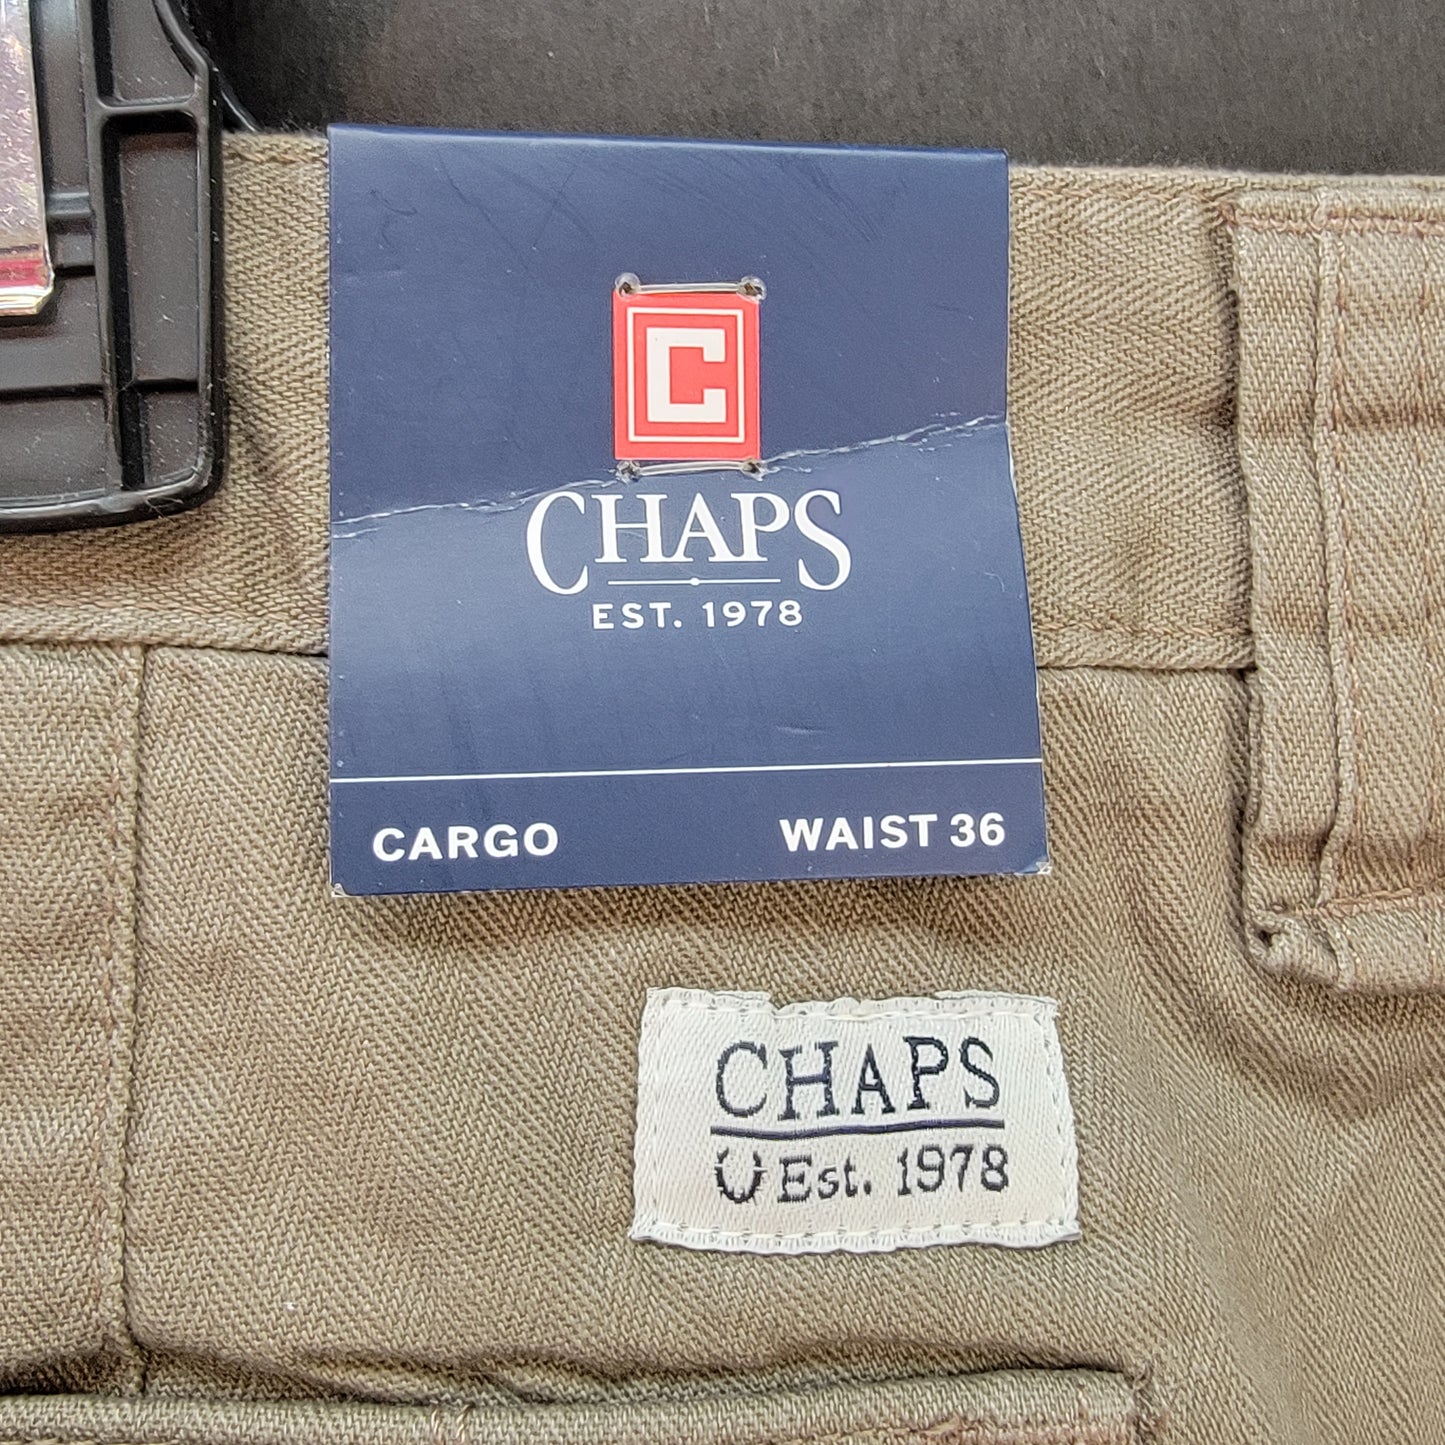 C
CHAPS
EST. 1978
CARGO WAIST 36
CHAPS
Est. 1978